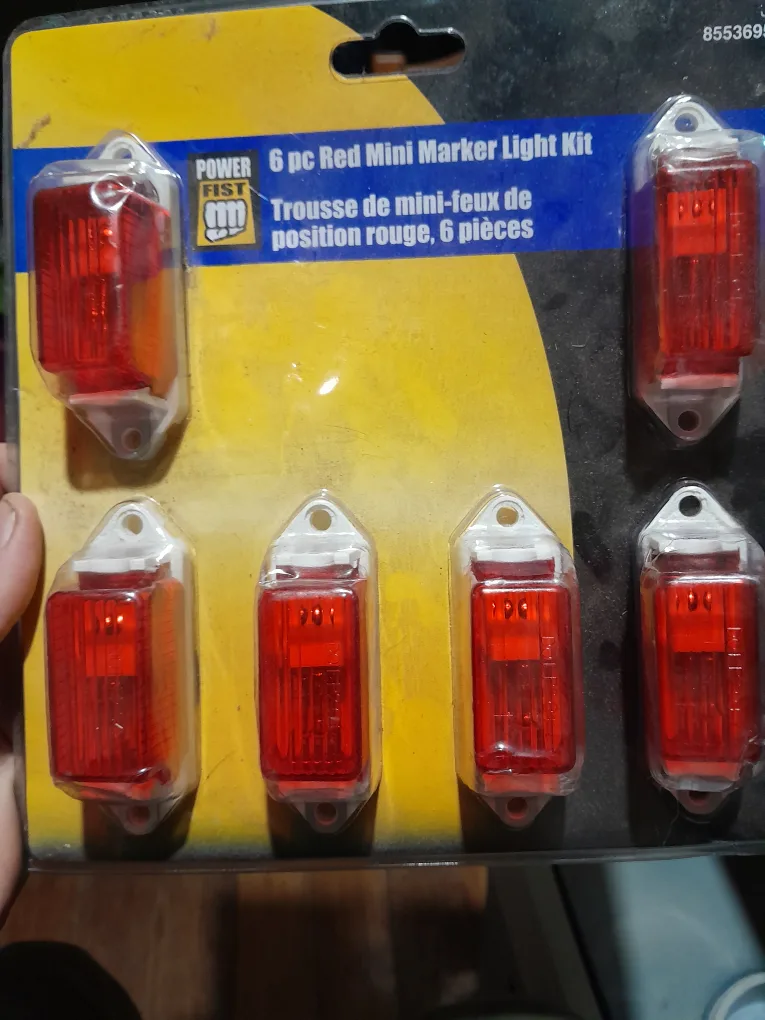 855369
POWER
FIST
6 pc Red Mini Marker Light Kit
Trousse de mini-feux de
position rouge, 6 pièces